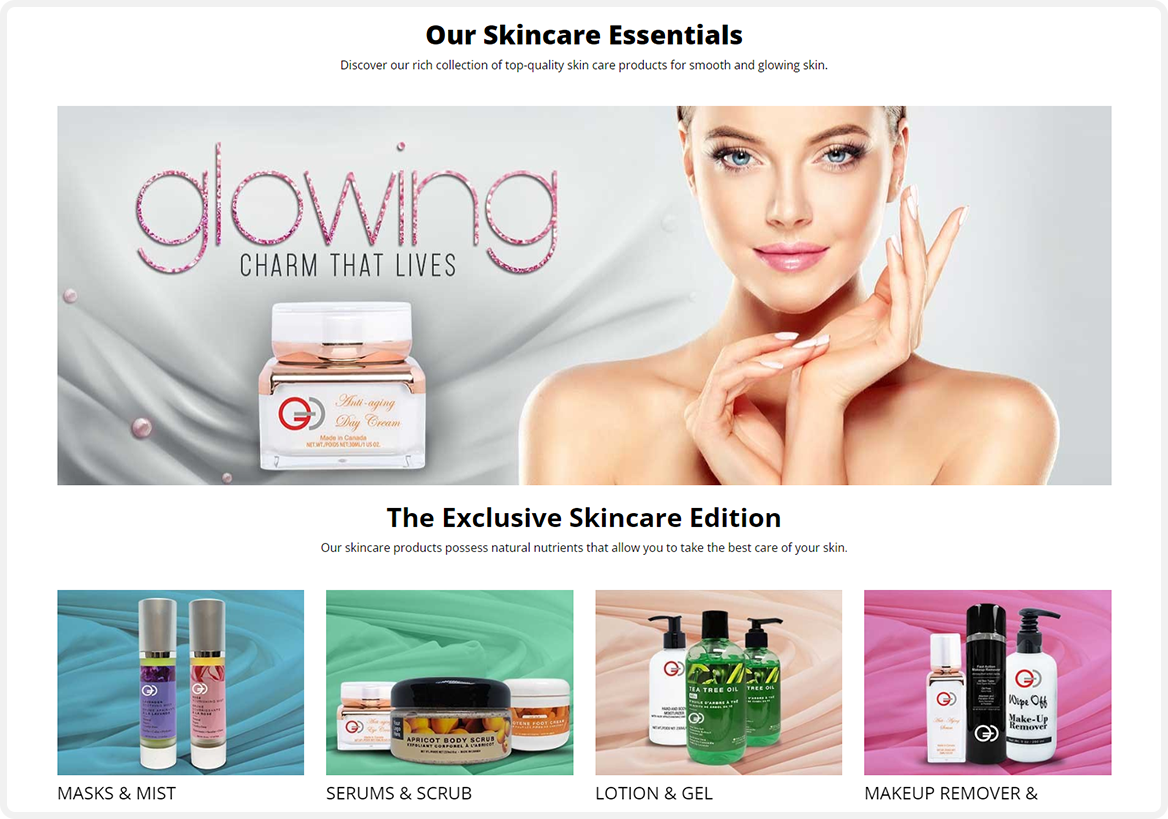 Our Skincare Essentials
Discover our rich collection of top-quality skin care products for smooth and glowing skin.
glowing
CHARM THAT LIVES
Anti-aging
Day Cream
Made in Canada
NET.WT./POIDS NET:30ML/1 US OZ.
The Exclusive Skincare Edition
Our skincare products possess natural nutrients that allow you to take the best care of your skin.
APRICOT BODY SCRUB
EXFOLIANT CORPOREL À L'ABRICOT
FOOT CREAM
TEA TREE OIL
GEL
TREE OIL
Wipe Off
Make-Up
Remover
MASKS & MIST
SERUMS & SCRUB
LOTION & GEL
MAKEUP REMOVER &